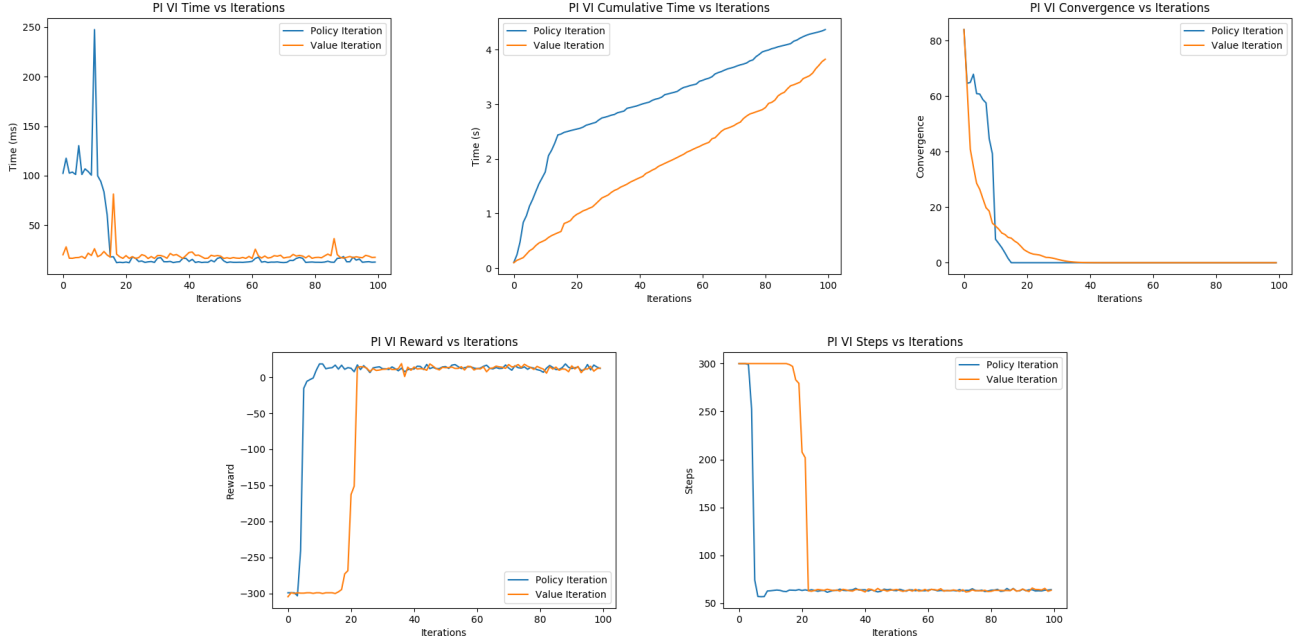 PI VI Time vs Iterations
250
200
150
100
50
Time (ms)
0
20
40
60
80
100
Iterations
Policy Iteration
Value Iteration
PI VI Cumulative Time vs Iterations
4
3
2
1
0
Time (s)
0
20
40
60
80
100
Iterations
Policy Iteration
Value Iteration
PI VI Convergence vs Iterations
80
60
40
20
0
Convergence
0
20
40
60
80
100
Iterations
Policy Iteration
Value Iteration
PI VI Reward vs Iterations
0
−50
−100
−150
−200
−250
−300
Reward
0
20
40
60
80
100
Iterations
Policy Iteration
Value Iteration
PI VI Steps vs Iterations
300
250
200
150
100
50
Steps
0
20
40
60
80
100
Iterations
Policy Iteration
Value Iteration